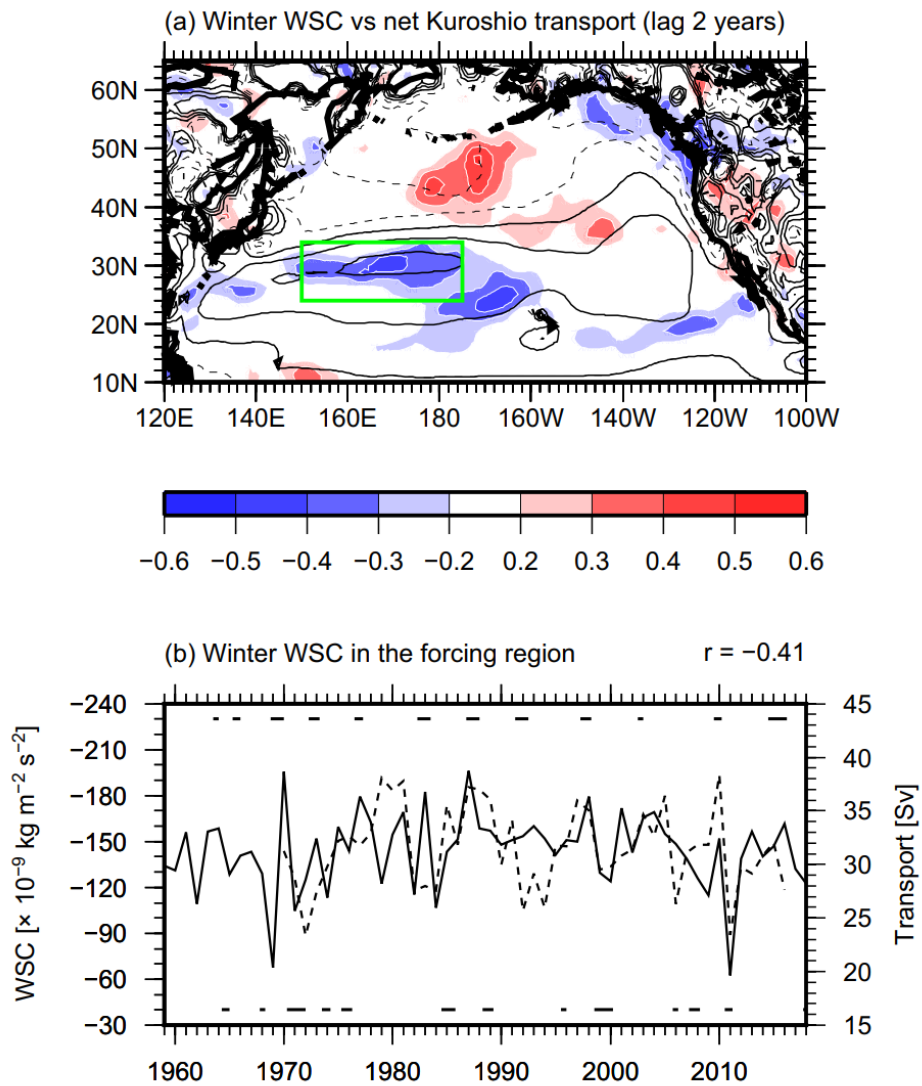 (a) Winter WSC vs net Kuroshio transport (lag 2 years)
60N
50N
40N
30N
20N
10N
120E 140E 160E 180 160W 140W 120W 100W
−0.6 −0.5 −0.4 −0.3 −0.2 0.2 0.3 0.4 0.5 0.6
(b) Winter WSC in the forcing region r = −0.41
WSC [× 10⁻⁹ kg m⁻² s⁻²]
−240
−210
−180
−150
−120
−90
−60
−30
45
40
35
30
25
20
15
Transport [Sv]
1960 1970 1980 1990 2000 2010